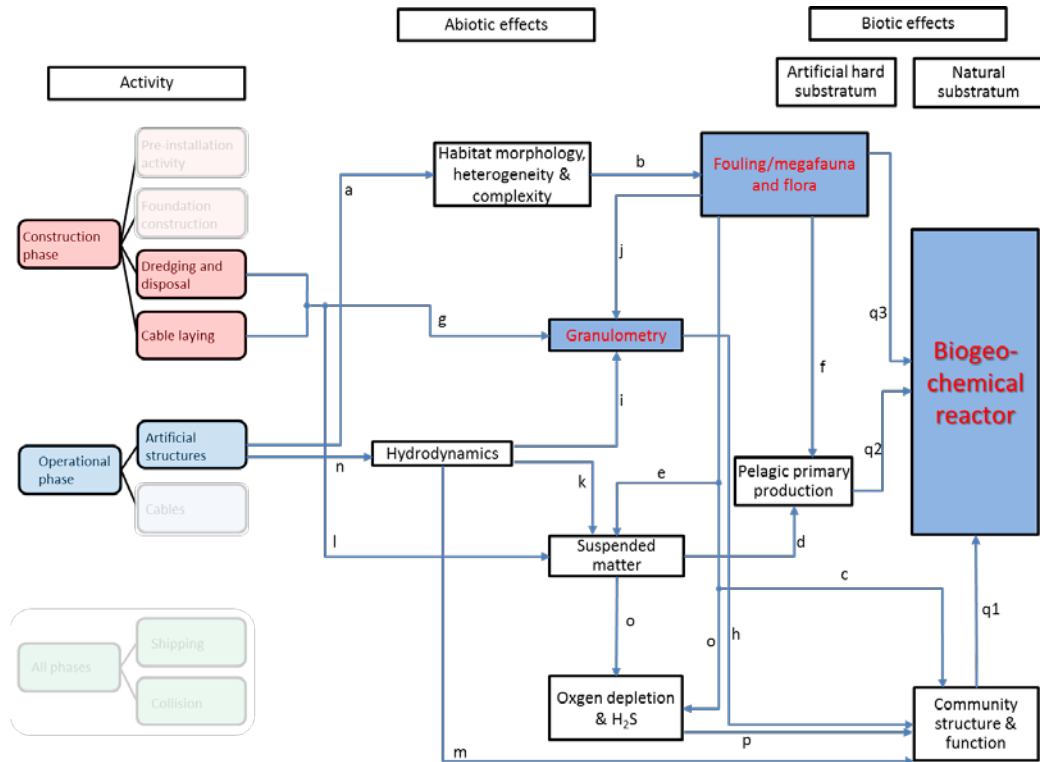 Abiotic effects
Biotic effects
Activity
Artificial hard
substratum
Natural
substratum
Pre-installation
activity
Foundation
construction
Construction
phase
Dredging and
disposal
Cable laying
Operational
phase
Artificial
structures
Cables
All phases
Shipping
Collision
Habitat morphology,
heterogeneity &
complexity
Fouling/megafauna
and flora
Granulometry
Hydrodynamics
Pelagic primary
production
Suspended
matter
Oxgen depletion
& H₂S
Biogeo-
chemical
reactor
Community
structure &
function
a
b
j
g
q3
f
i
n
k
e
q2
l
d
c
o
o
h
q1
p
m